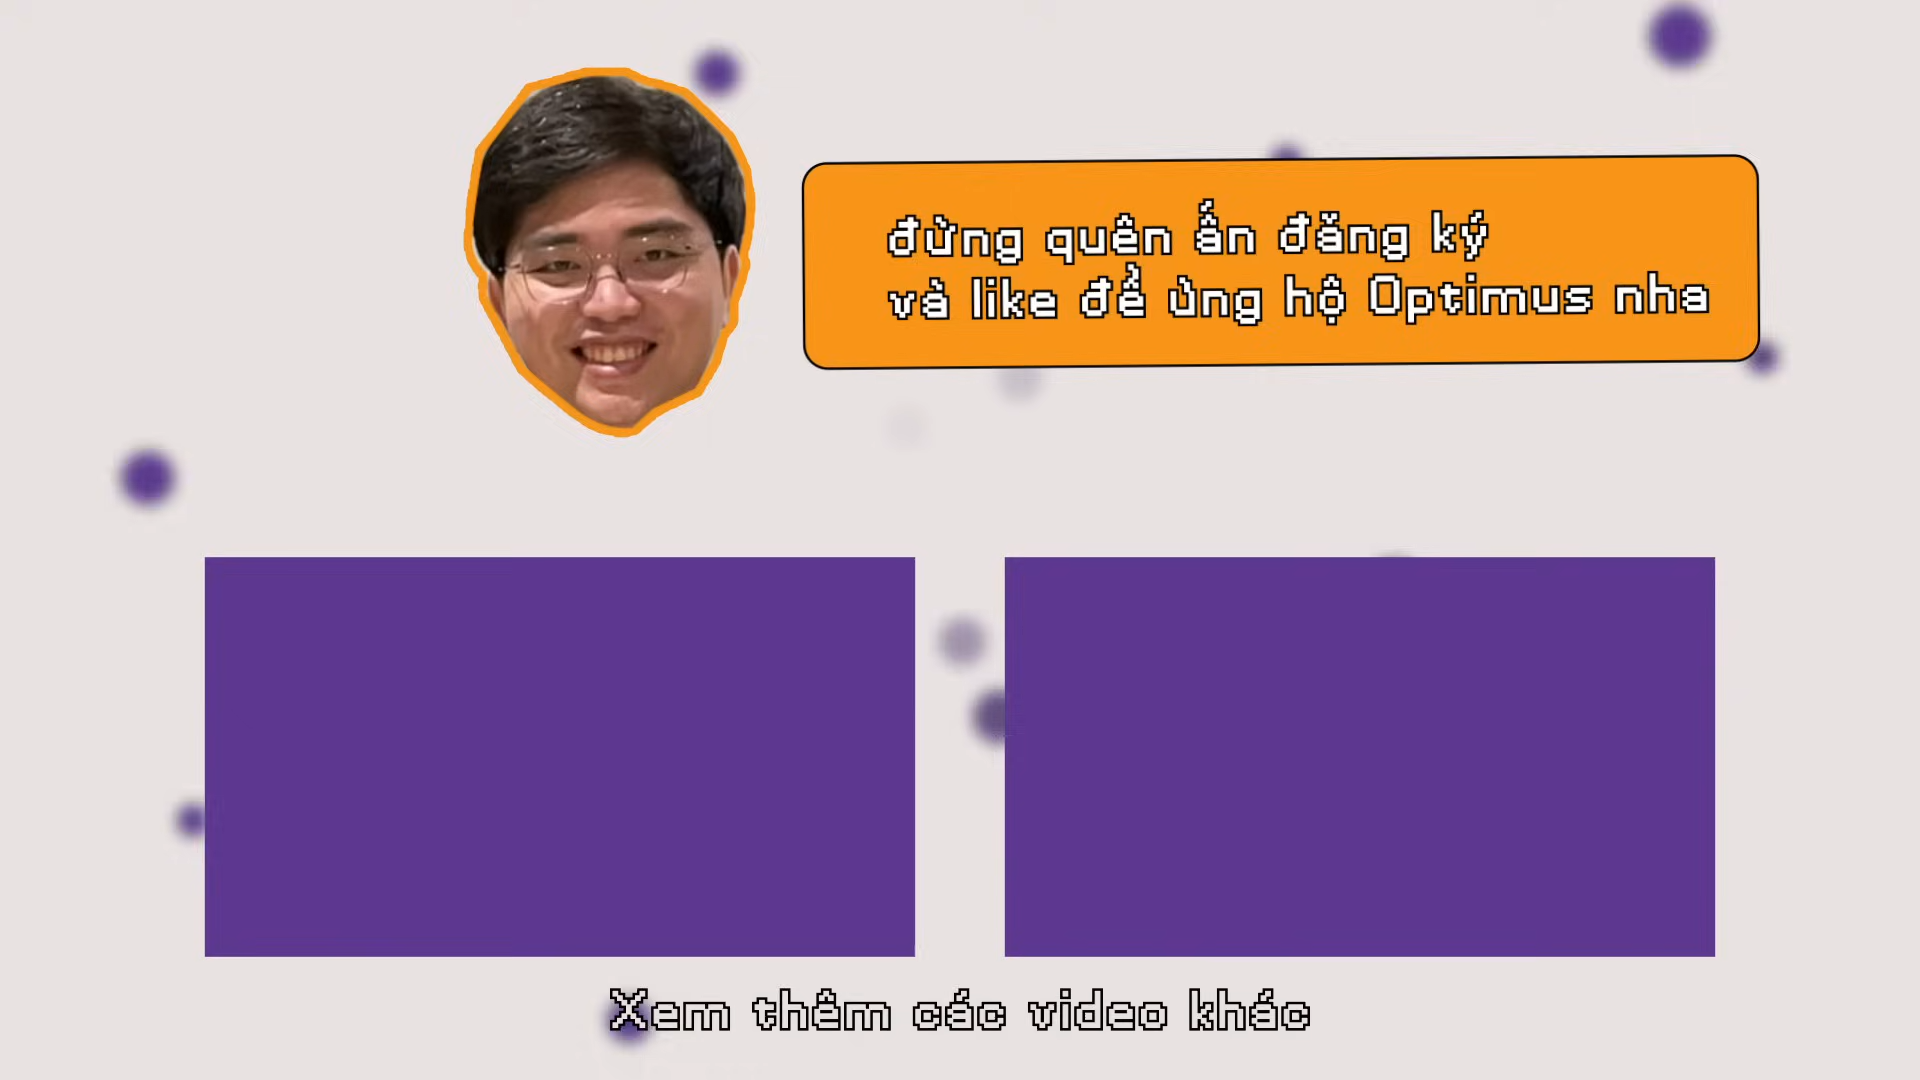 đừng quên ấn đăng ký
và like để ủng hộ Optimus nha
Xem thêm các video khác